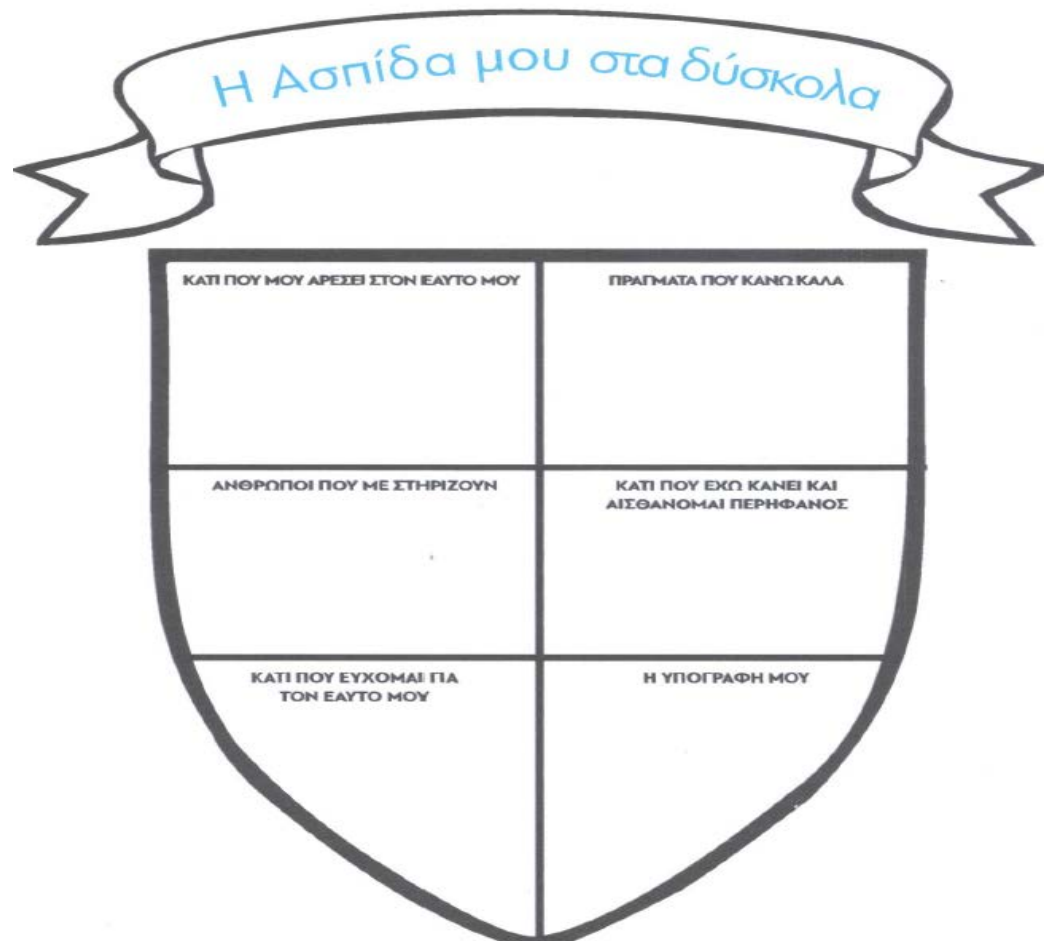 Η Ασπίδα μου στα δύσκολα
ΚΑΤΙ ΠΟΥ ΜΟΥ ΑΡΕΣΕΙ ΣΤΟΝ ΕΑΥΤΟ ΜΟΥ
ΠΡΑΓΜΑΤΑ ΠΟΥ ΚΑΝΩ ΚΑΛΑ
ΑΝΘΡΩΠΟΙ ΠΟΥ ΜΕ ΣΤΗΡΙΖΟΥΝ
ΚΑΤΙ ΠΟΥ ΕΧΩ ΚΑΝΕΙ ΚΑΙ
ΑΙΣΘΑΝΟΜΑΙ ΠΕΡΗΦΑΝΟΣ
ΚΑΤΙ ΠΟΥ ΕΥΧΟΜΑΙ ΓΙΑ
ΤΟΝ ΕΑΥΤΟ ΜΟΥ
Η ΥΠΟΓΡΑΦΗ ΜΟΥ